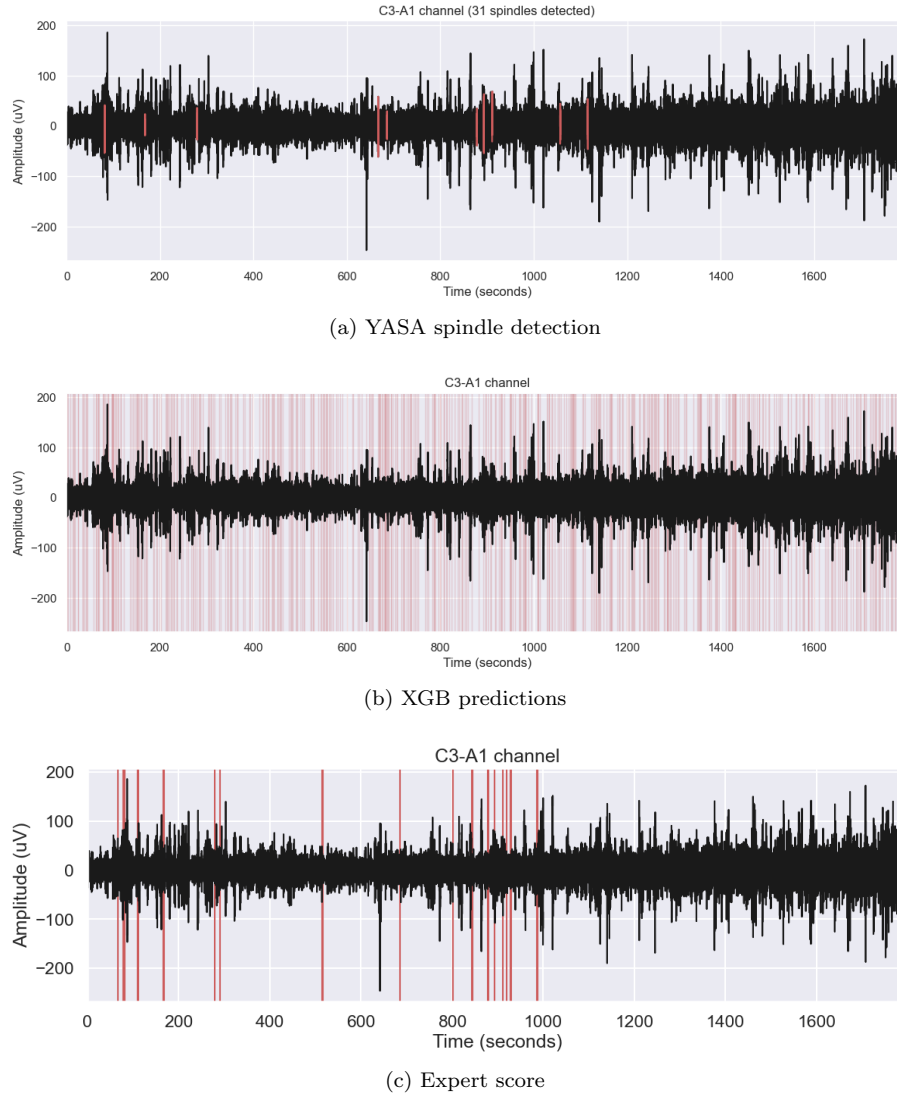 C3-A1 channel (31 spindles detected)
200
100
0
−100
−200
Amplitude (uV)
0 200 400 600 800 1000 1200 1400 1600
Time (seconds)
(a) YASA spindle detection
C3-A1 channel
200
100
0
−100
−200
Amplitude (uV)
0 200 400 600 800 1000 1200 1400 1600
Time (seconds)
(b) XGB predictions
C3-A1 channel
200
100
0
−100
−200
Amplitude (uV)
0 200 400 600 800 1000 1200 1400 1600
Time (seconds)
(c) Expert score